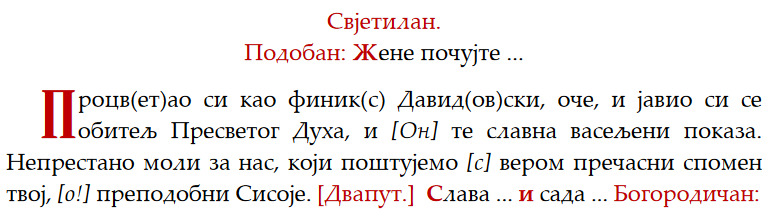 Свјетилан.
Подобан: Жене почујте ...
Процв(ет)ао си као финик(с) Давид(ов)ски, оче, и јавио си се
обитељ Пресветог Духа, и [Он] те славна васељени показа.
Непрестано моли за нас, који поштујемо [с] вером пречасни спомен
твој, [о!] преподобни Сисоје. [Двапут.] Слава ... и сада ... Богородичан: